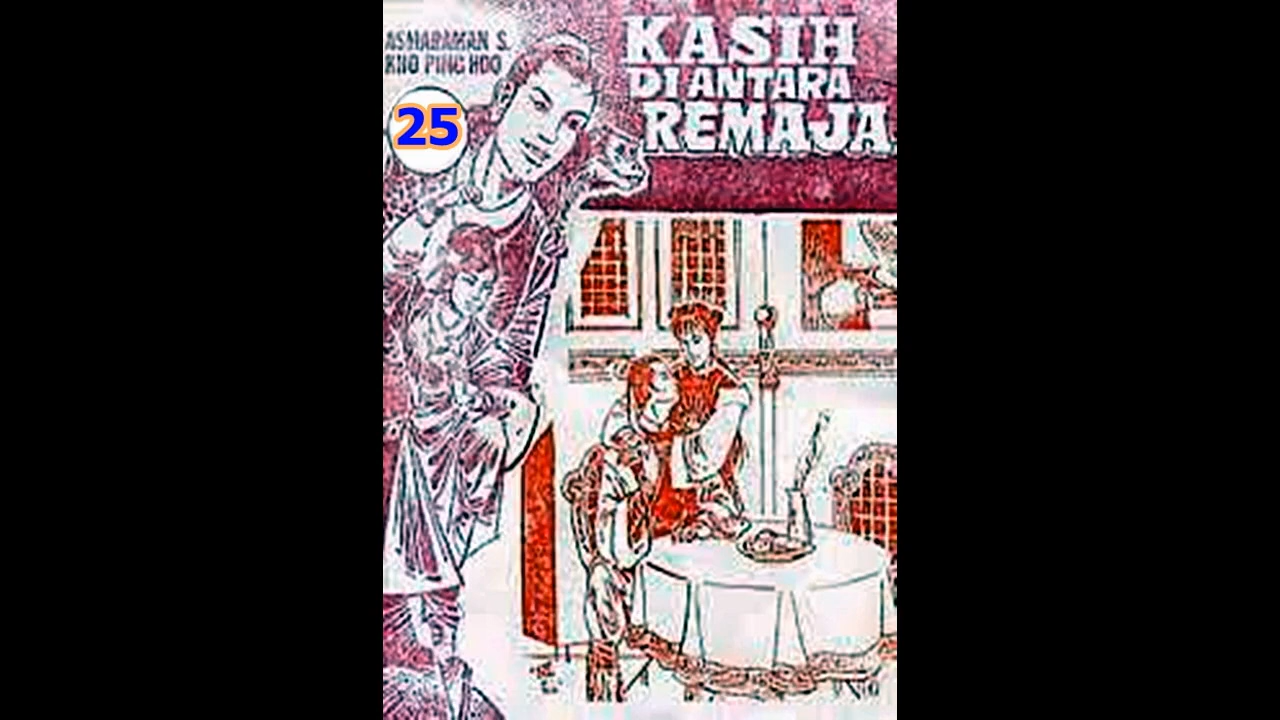 ASMARAMAN S.
KHO PING HOO
25
KASIH
DI ANTARA
REMAJA